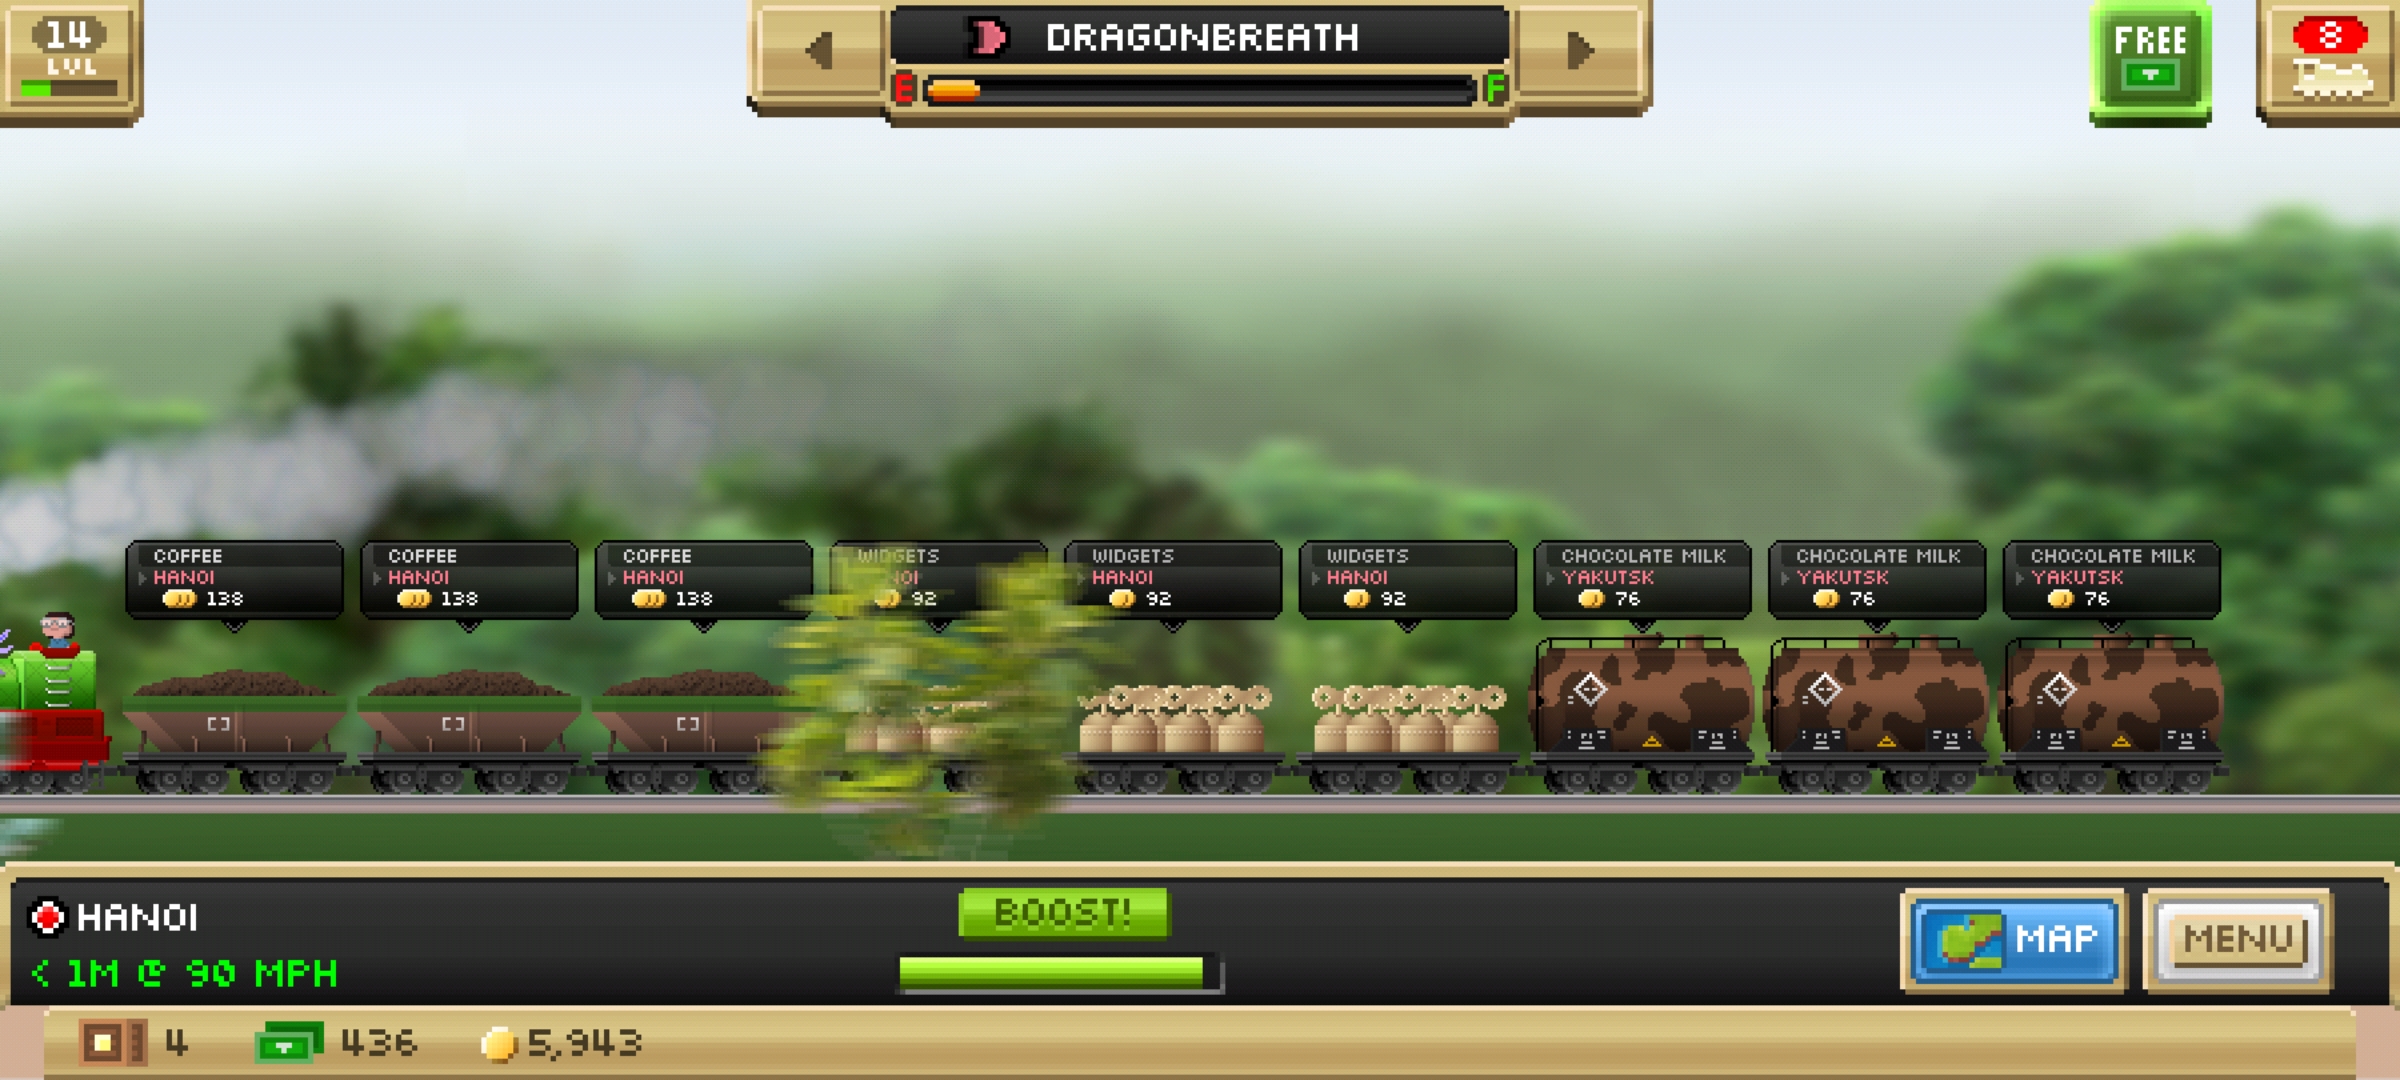 14
LVL
DRAGONBREATH
E F
FREE
8
COFFEE
HANOI
138
COFFEE
HANOI
138
COFFEE
HANOI
138
WIDGETS
92
WIDGETS
HANOI
92
WIDGETS
HANOI
92
CHOCOLATE MILK
YAKUTSK
76
CHOCOLATE MILK
YAKUTSK
76
CHOCOLATE MILK
YAKUTSK
76
HANOI
< 1M @ 90 MPH
BOOST!
MAP
MENU
4 436 5,943